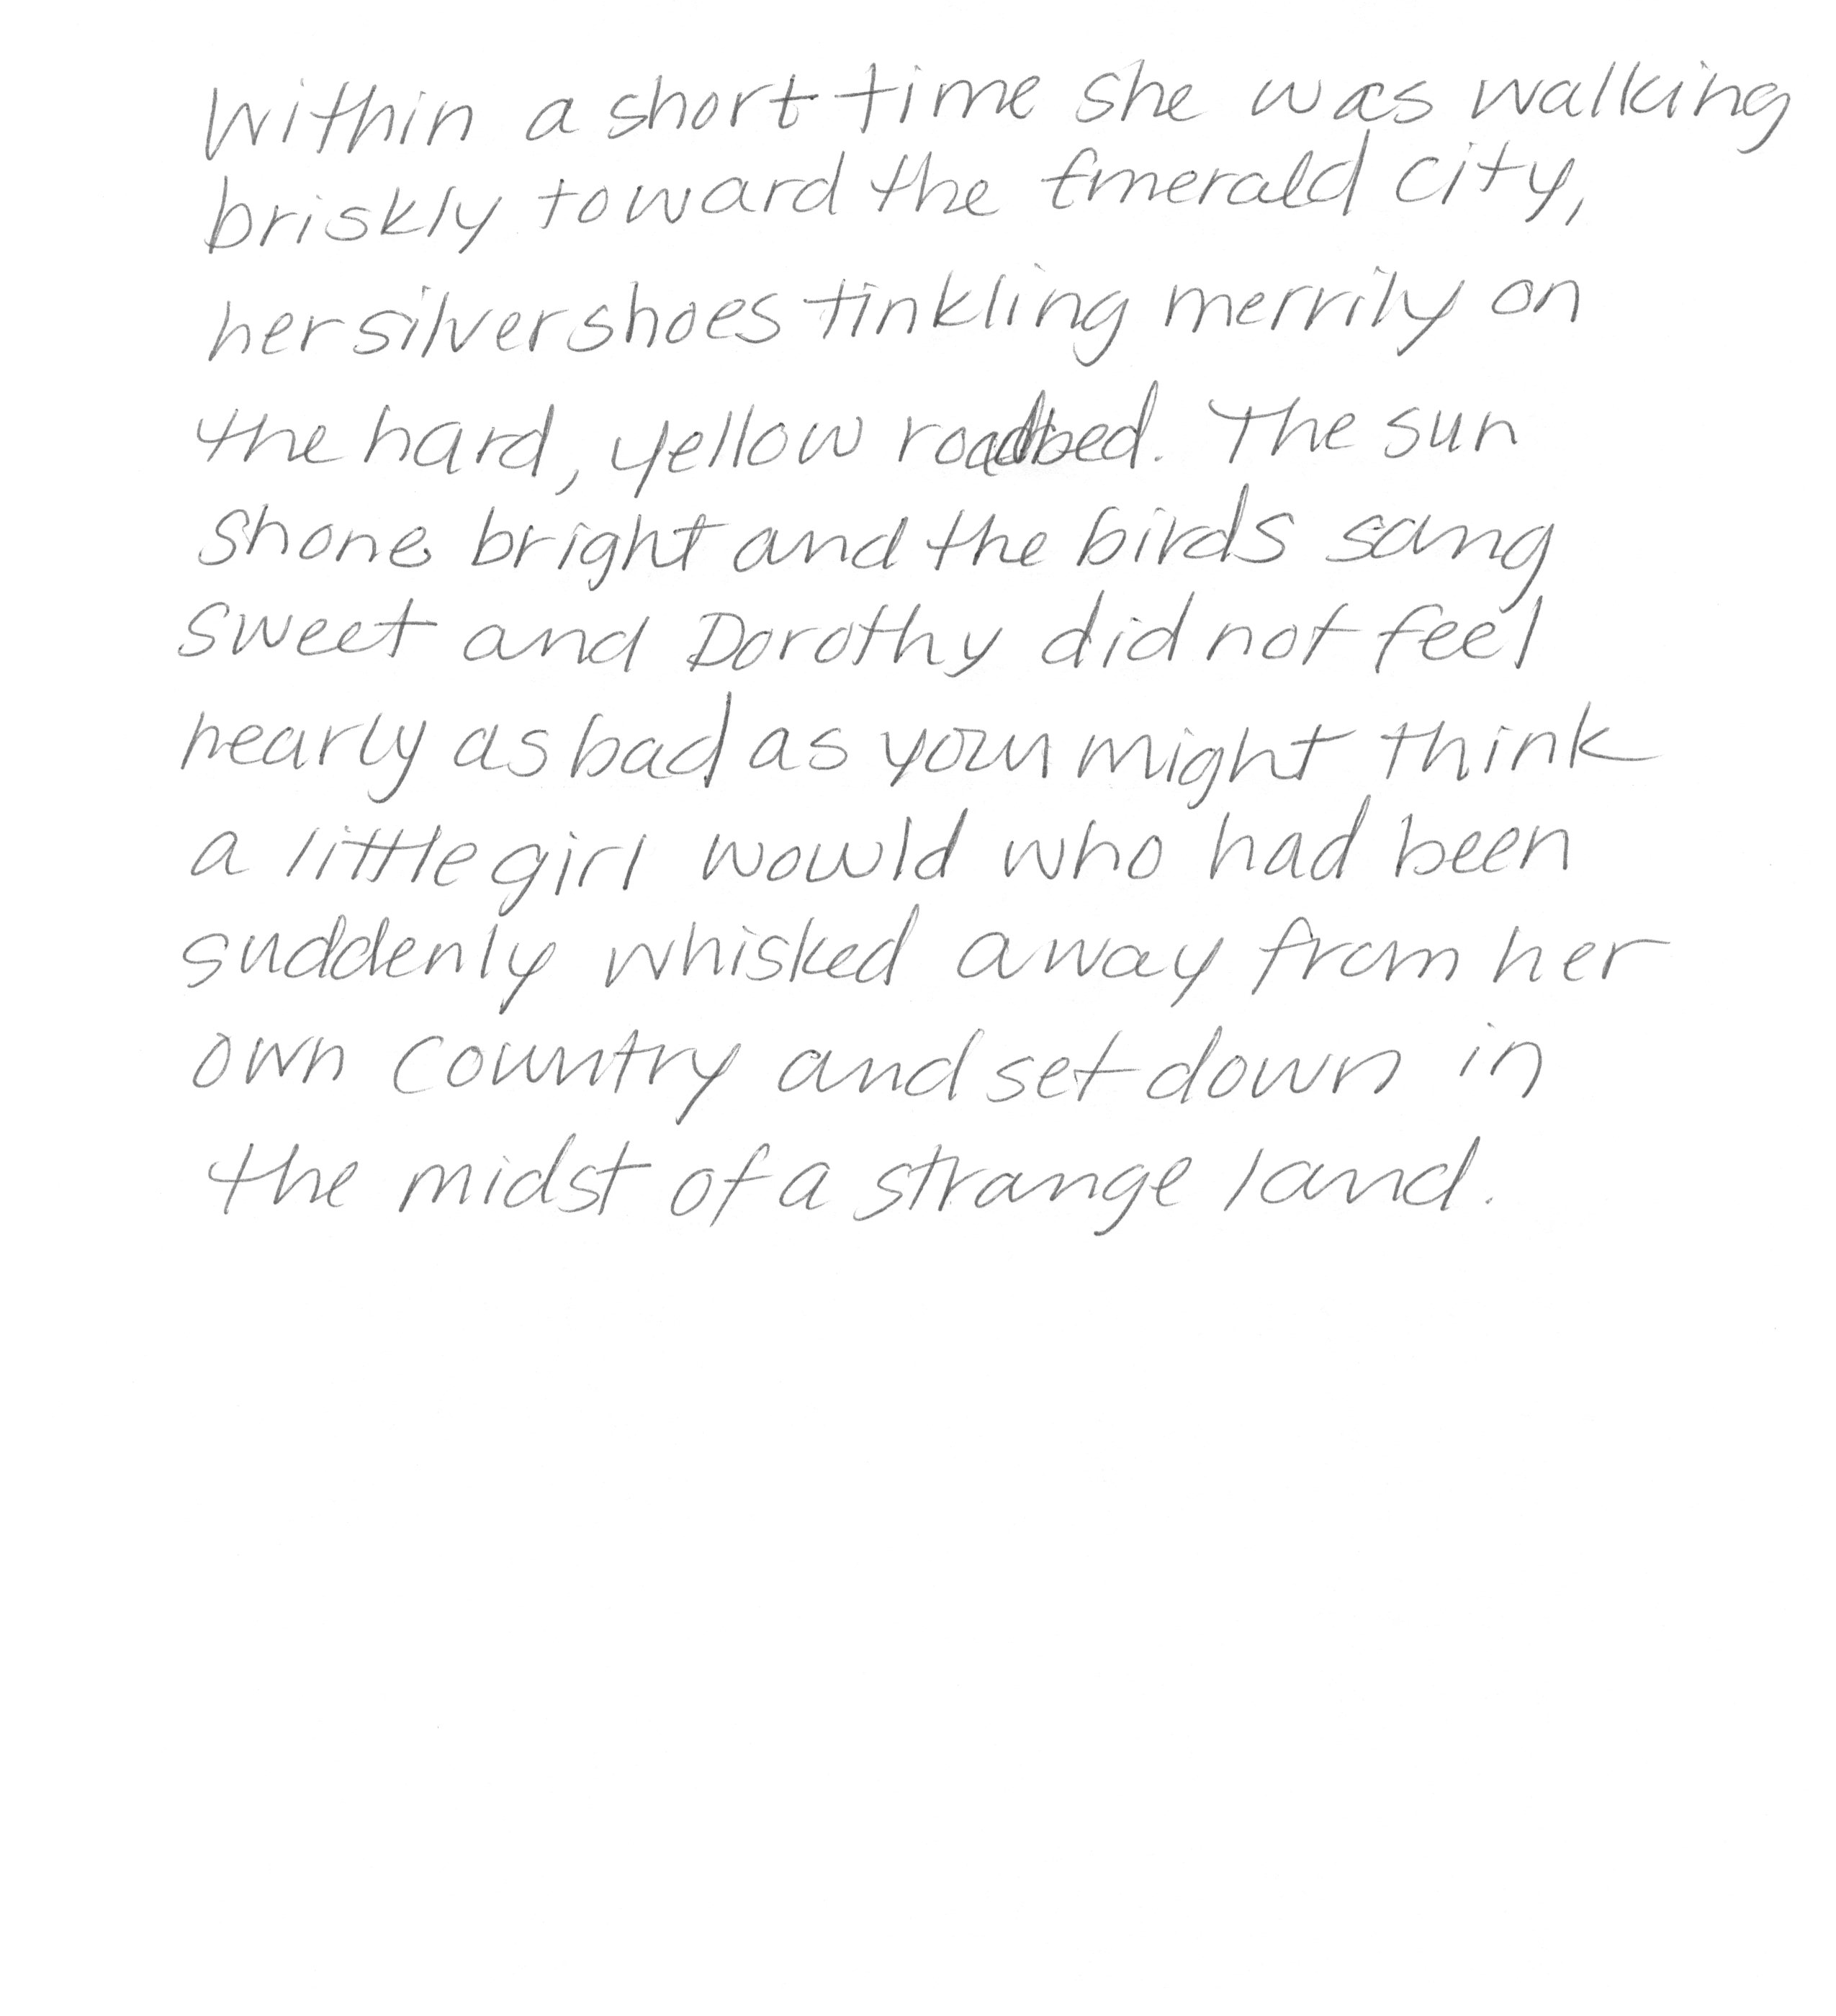 Within a short time she was walking
briskly toward the Emerald City,
her silver shoes tinkling merrily on
the hard, yellow roadbed. The sun
shone bright and the birds sang
sweet and Dorothy did not feel
nearly as bad as you might think
a little girl would who had been
suddenly whisked away from her
own country and set down in
the midst of a strange land.